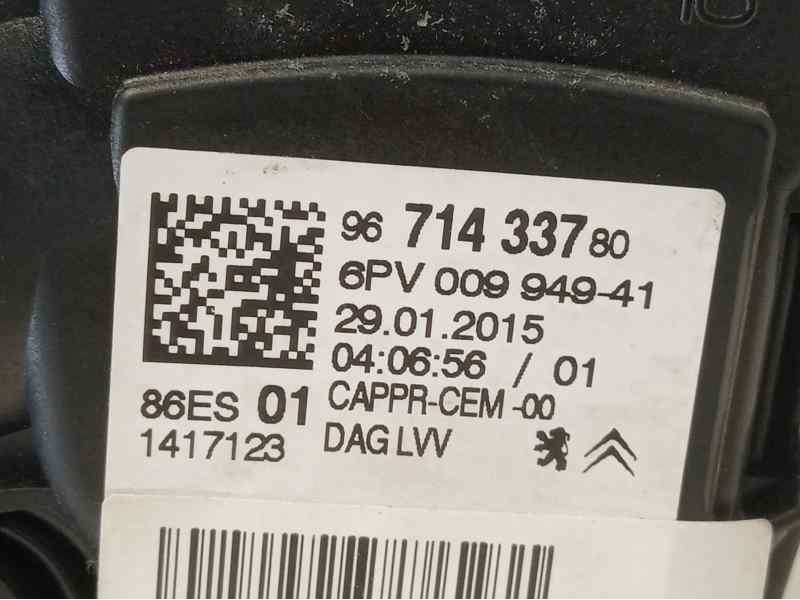 96 714 337 80
6PV 009 949-41
29.01.2015
04:06:56 / 01
86ES 01 CAPPR-CEM-00
1417123 DAG LVV